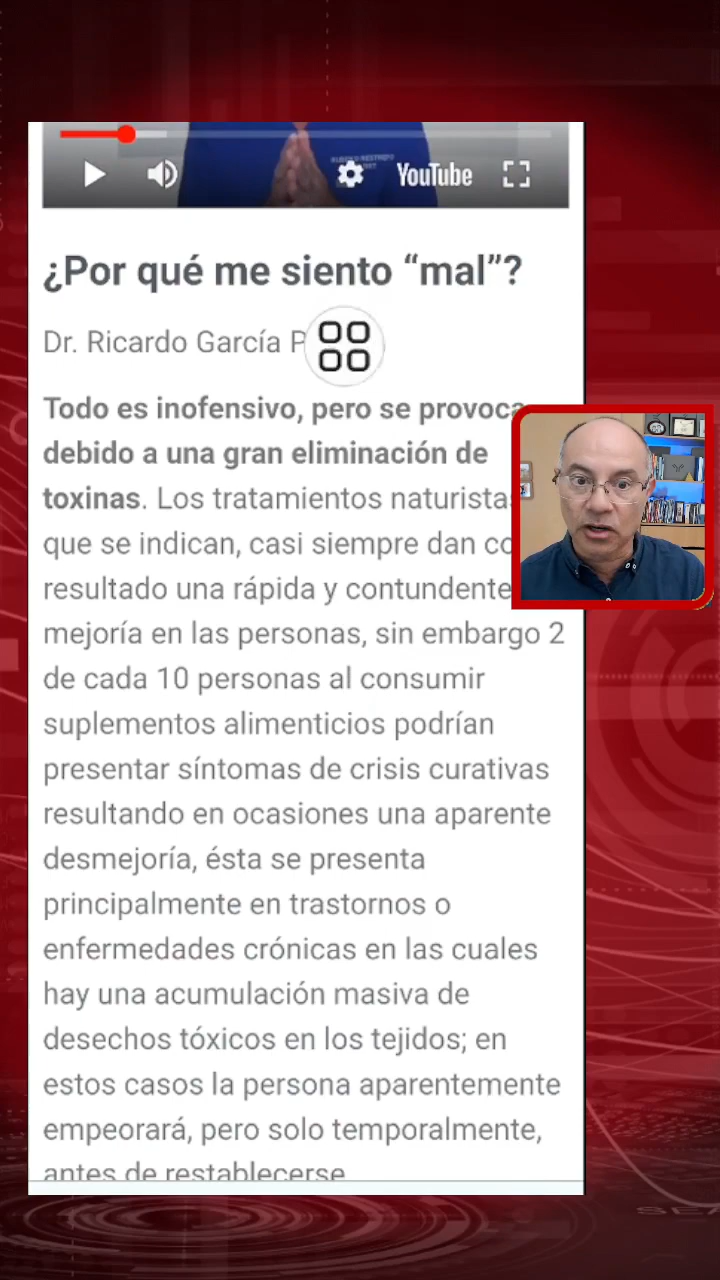 YouTube
¿Por qué me siento “mal”?
Dr. Ricardo García P
Todo es inofensivo, pero se provoca
debido a una gran eliminación de
toxinas. Los tratamientos naturistas
que se indican, casi siempre dan co
resultado una rápida y contundente
mejoría en las personas, sin embargo 2
de cada 10 personas al consumir
suplementos alimenticios podrían
presentar síntomas de crisis curativas
resultando en ocasiones una aparente
desmejoría, ésta se presenta
principalmente en trastornos o
enfermedades crónicas en las cuales
hay una acumulación masiva de
desechos tóxicos en los tejidos; en
estos casos la persona aparentemente
empeorará, pero solo temporalmente,
antes de restablecerse